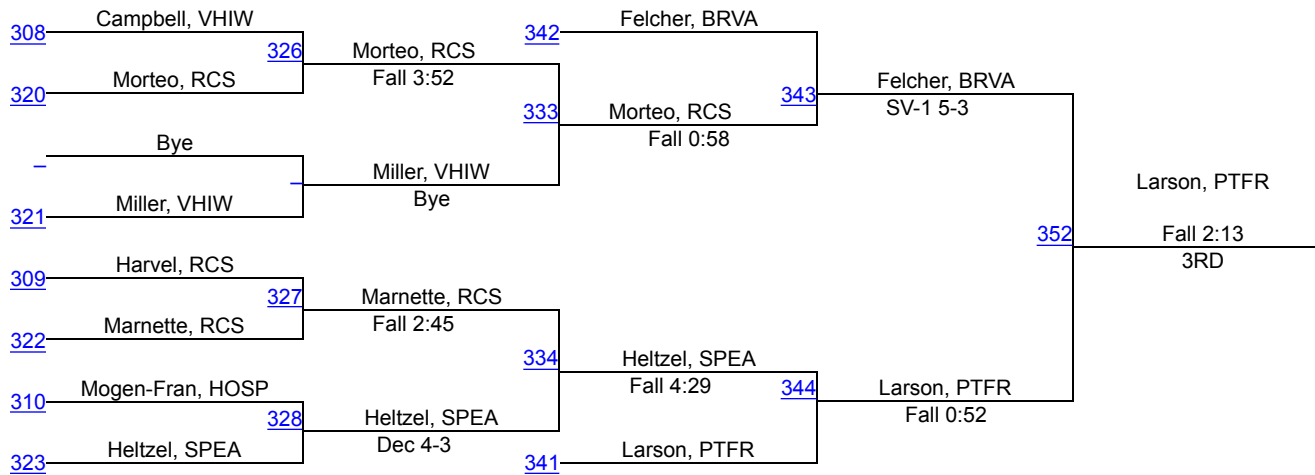 Campbell, VHIW
308
326
Morteo, RCS
320
Morteo, RCS
Fall 3:52
Bye
–
–
Miller, VHIW
321
Miller, VHIW
Bye
333
Harvel, RCS
309
327
Marnette, RCS
322
Marnette, RCS
Fall 2:45
Mogen-Fran, HOSP
310
328
Heltzel, SPEA
323
Heltzel, SPEA
Dec 4-3
334
Felcher, BRVA
342
343
Morteo, RCS
Fall 0:58
Heltzel, SPEA
Fall 4:29
344
Larson, PTFR
341
Felcher, BRVA
SV-1 5-3
Larson, PTFR
Fall 0:52
352
Larson, PTFR
Fall 2:13
3RD